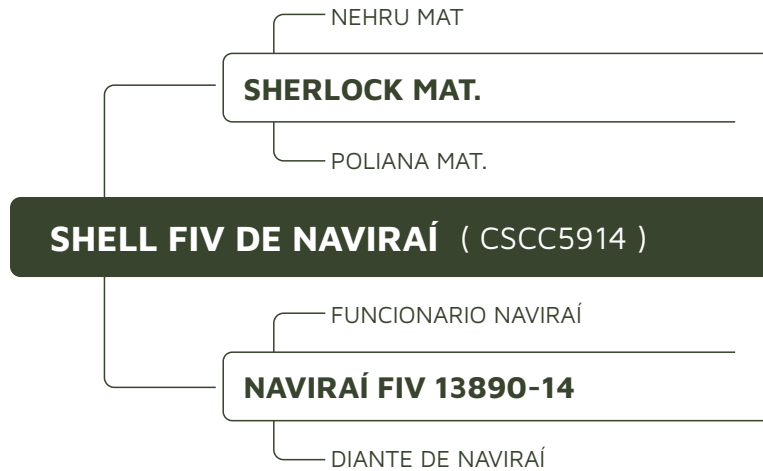 NEHRU MAT
SHERLOCK MAT.
POLIANA MAT.
SHELL FIV DE NAVIRAÍ ( CSCC5914 )
FUNCIONARIO NAVIRAÍ
NAVIRAÍ FIV 13890-14
DIANTE DE NAVIRAÍ